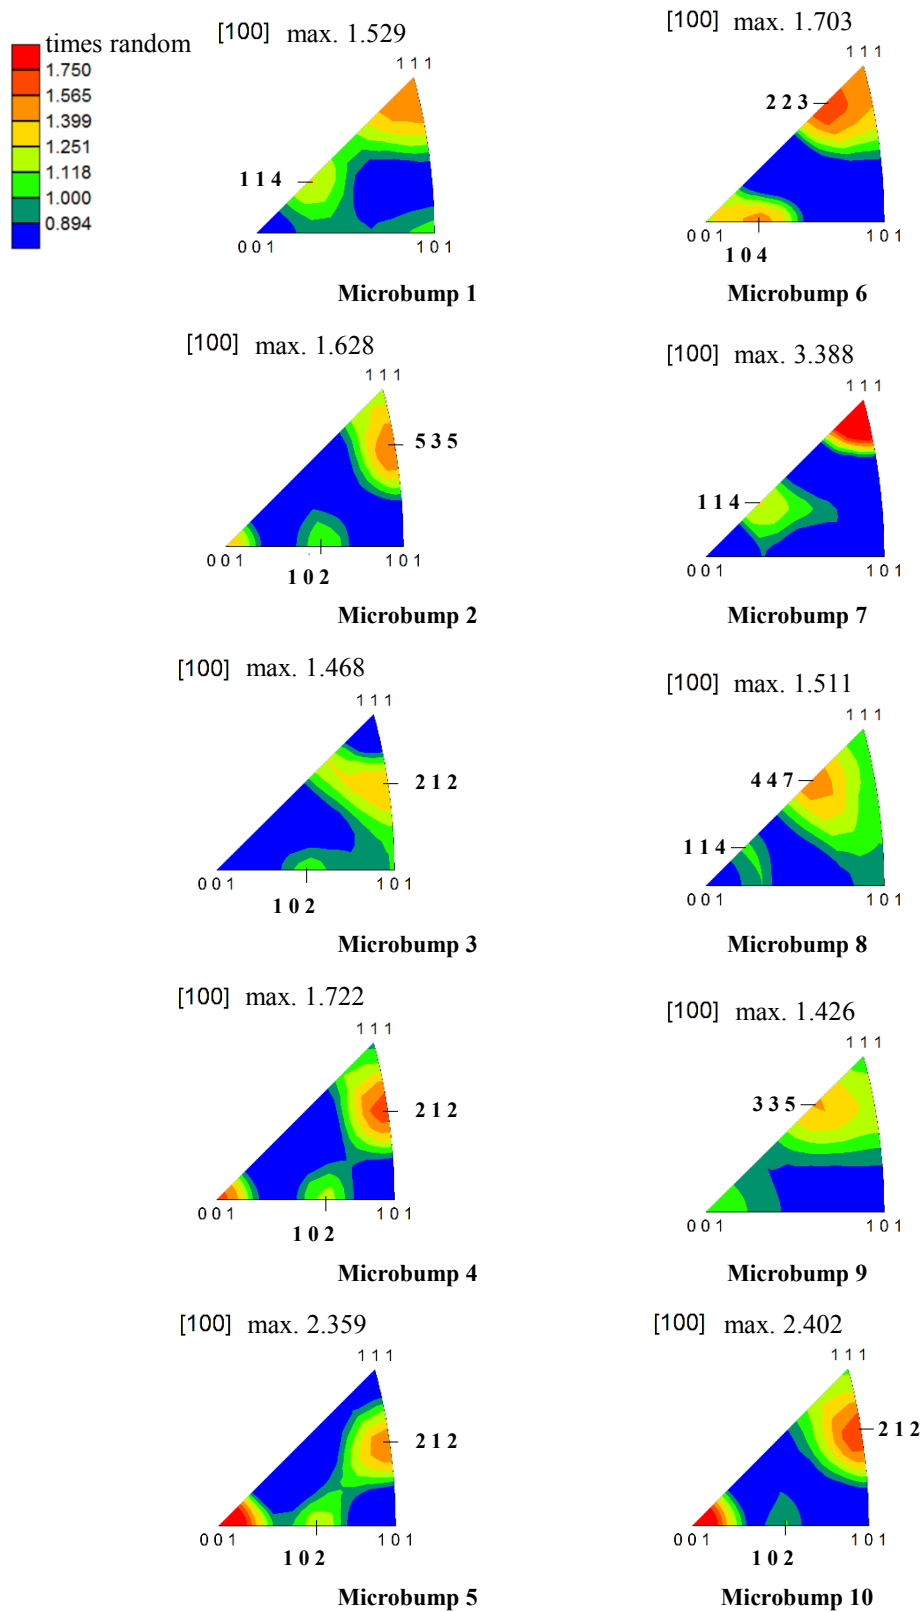 times random
1.750
1.565
1.399
1.251
1.118
1.000
0.894
[100] max. 1.529
1 1 1
1 1 4
0 0 1
1 0 1
Microbump 1
[100] max. 1.703
1 1 1
2 2 3
0 0 1
1 0 1
1 0 4
Microbump 6
[100] max. 1.628
1 1 1
5 3 5
0 0 1
1 0 1
1 0 2
Microbump 2
[100] max. 3.388
1 1 1
1 1 4
0 0 1
1 0 1
Microbump 7
[100] max. 1.468
1 1 1
2 1 2
0 0 1
1 0 1
1 0 2
Microbump 3
[100] max. 1.511
1 1 1
4 4 7
1 1 4
0 0 1
1 0 1
Microbump 8
[100] max. 1.722
1 1 1
2 1 2
0 0 1
1 0 1
1 0 2
Microbump 4
[100] max. 1.426
1 1 1
3 3 5
0 0 1
1 0 1
Microbump 9
[100] max. 2.359
1 1 1
2 1 2
0 0 1
1 0 1
1 0 2
Microbump 5
[100] max. 2.402
1 1 1
2 1 2
0 0 1
1 0 1
1 0 2
Microbump 10